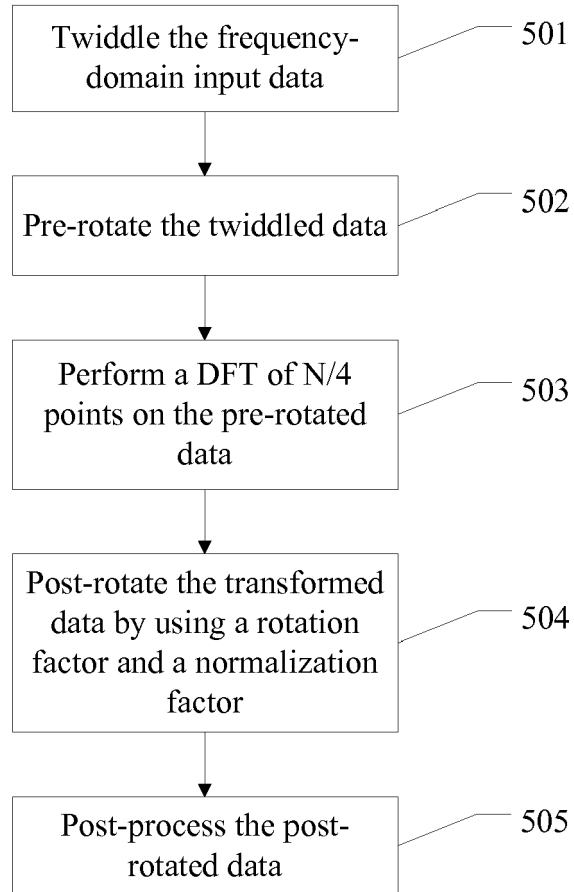 Twiddle the frequency-
domain input data
501
Pre-rotate the twiddled data
502
Perform a DFT of N/4
points on the pre-rotated
data
503
Post-rotate the transformed
data by using a rotation
factor and a normalization
factor
504
Post-process the post-
rotated data
505